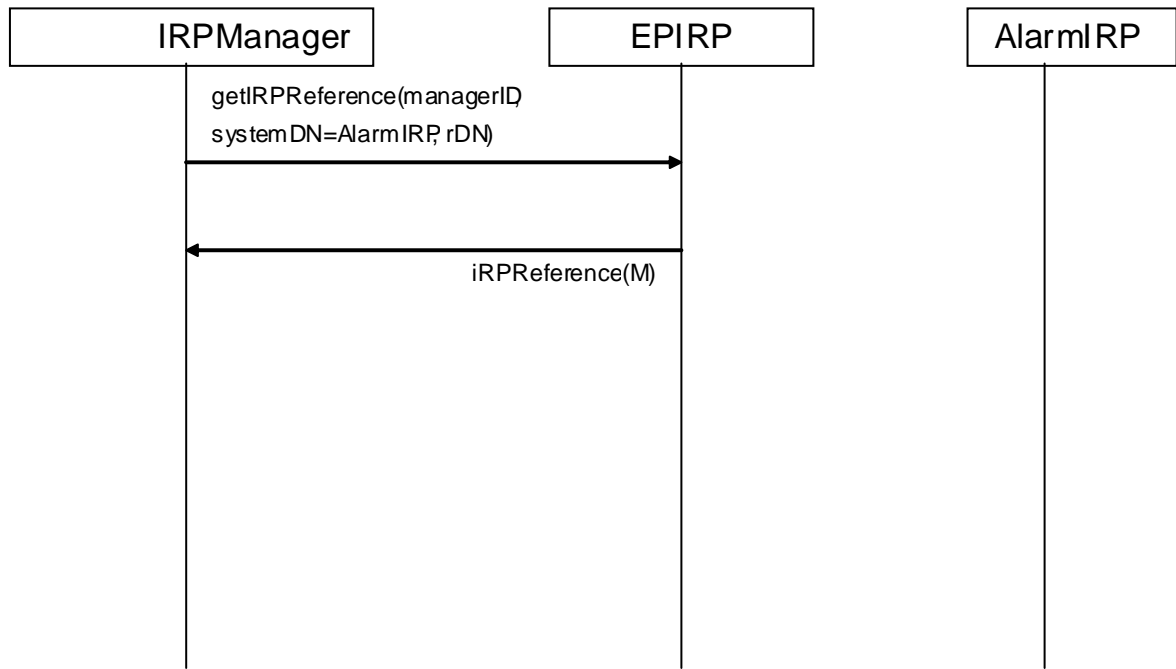 IRPManager
EPIRP
AlarmIRP
getIRPReference(managerID,
systemDN=AlarmIRP, rDN)
iRPReference(M)